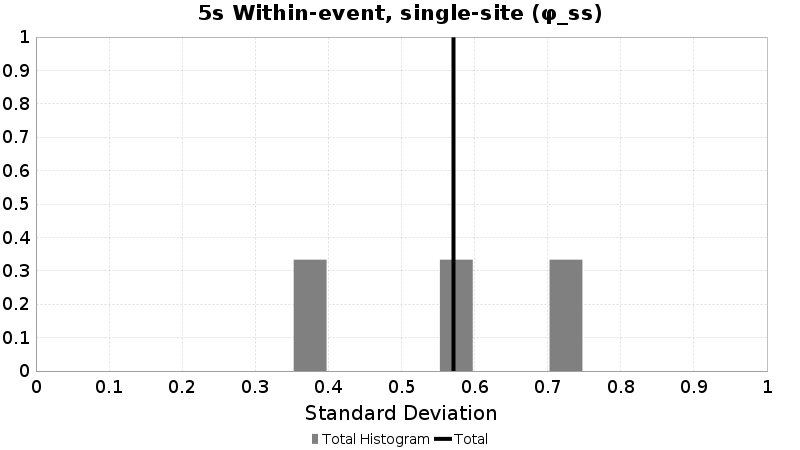 5s Within-event, single-site (φ_ss)
1
0.9
0.8
0.7
0.6
0.5
0.4
0.3
0.2
0.1
0
0 0.1 0.2 0.3 0.4 0.5 0.6 0.7 0.8 0.9 1
Standard Deviation
Total Histogram Total